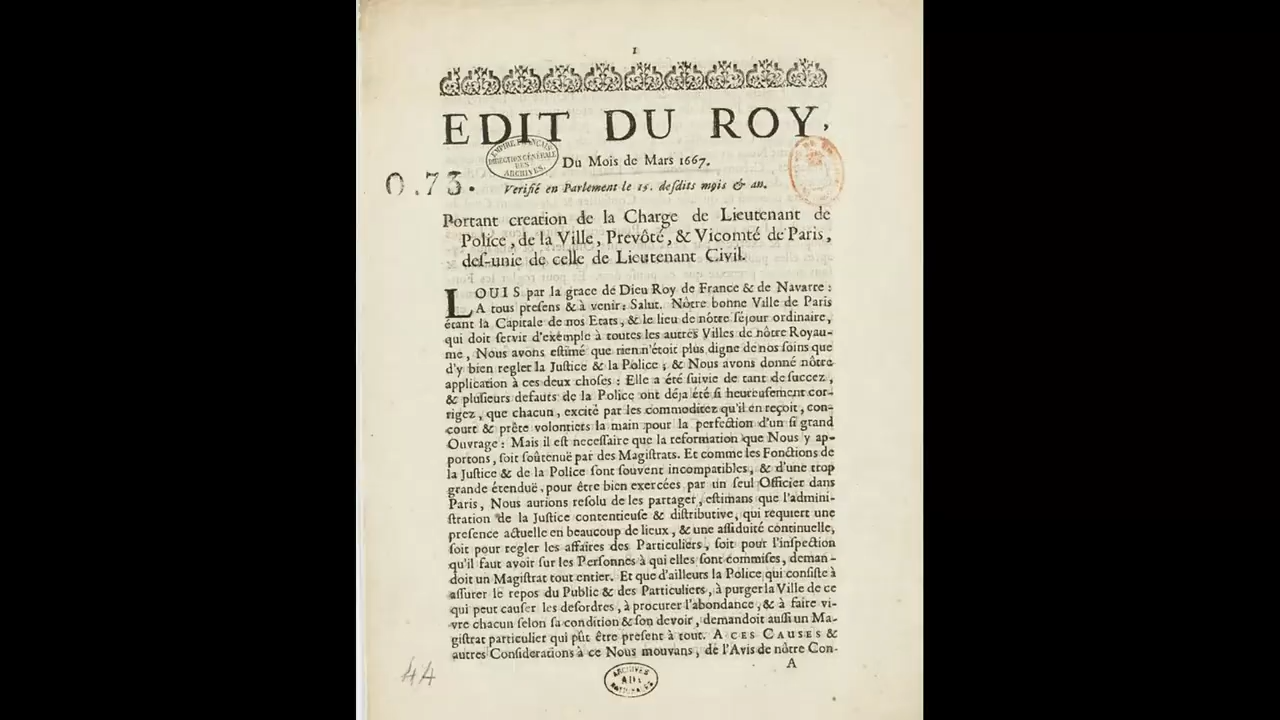 1
EDIT DU ROY,
EMPIRE FRANÇAIS
DIRECTION GÉNÉRALE
DES
ARCHIVES.
Du Mois de Mars 1667.
O.73.
Verifié en Parlement le 15. desdits mois & an.
Portant creation de la Charge de Lieutenant de
Police, de la Ville, Prevôté, & Vicomté de Paris,
des-unie de celle de Lieutenant Civil.
LOUIS par la grace de Dieu Roy de France & de Navarre:
A tous presens & à venir: Salut. Nôtre bonne Ville de Paris
étant la Capitale de nos Etats, & le lieu de nôtre séjour ordinaire,
qui doit servir d'exemple à toutes les autres Villes de nôtre Royau-
me, Nous avons estimé que rien n'étoit plus digne de nos soins que
d'y bien regler la Justice & la Police; & Nous avons donné nôtre
application à ces deux choses: Elle a été suivie de tant de succez,
& plusieurs defauts de la Police ont déja été si heureusement cor-
rigez, que chacun, excité par les commoditez qu'il en reçoit, con-
court & prête volontiers la main pour la perfection d'un si grand
Ouvrage: Mais il est necessaire que la reformation que Nous y ap-
portons, soit soûtenuë par des Magistrats. Et comme les Fonctions de
la Justice & de la Police sont souvent incompatibles, & d'une trop
grande étenduë, pour être bien exercées par un seul Officier dans
Paris, Nous aurions resolu de les partager, estimans que l'admini-
stration de la Justice contentieuse & distributive, qui requiert une
presence actuelle en beaucoup de lieux, & une assiduité continuelle,
soit pour regler les affaires des Particuliers, soit pour l'inspection
qu'il faut avoir sur les Personnes à qui elles sont commises, deman-
doit un Magistrat tout entier. Et que d'ailleurs la Police qui consiste à
assurer le repos du Public & des Particuliers, à purger la Ville de ce
qui peut causer les desordres, à procurer l'abondance, & à faire vi-
vre chacun selon sa condition & son devoir, demandoit aussi un Ma-
gistrat particulier qui pût être present à tout. A CES CAUSES &
autres Considerations à ce Nous mouvans, de l'Avis de nôtre Con-
A
44
ARCHIVES
NATIONALES